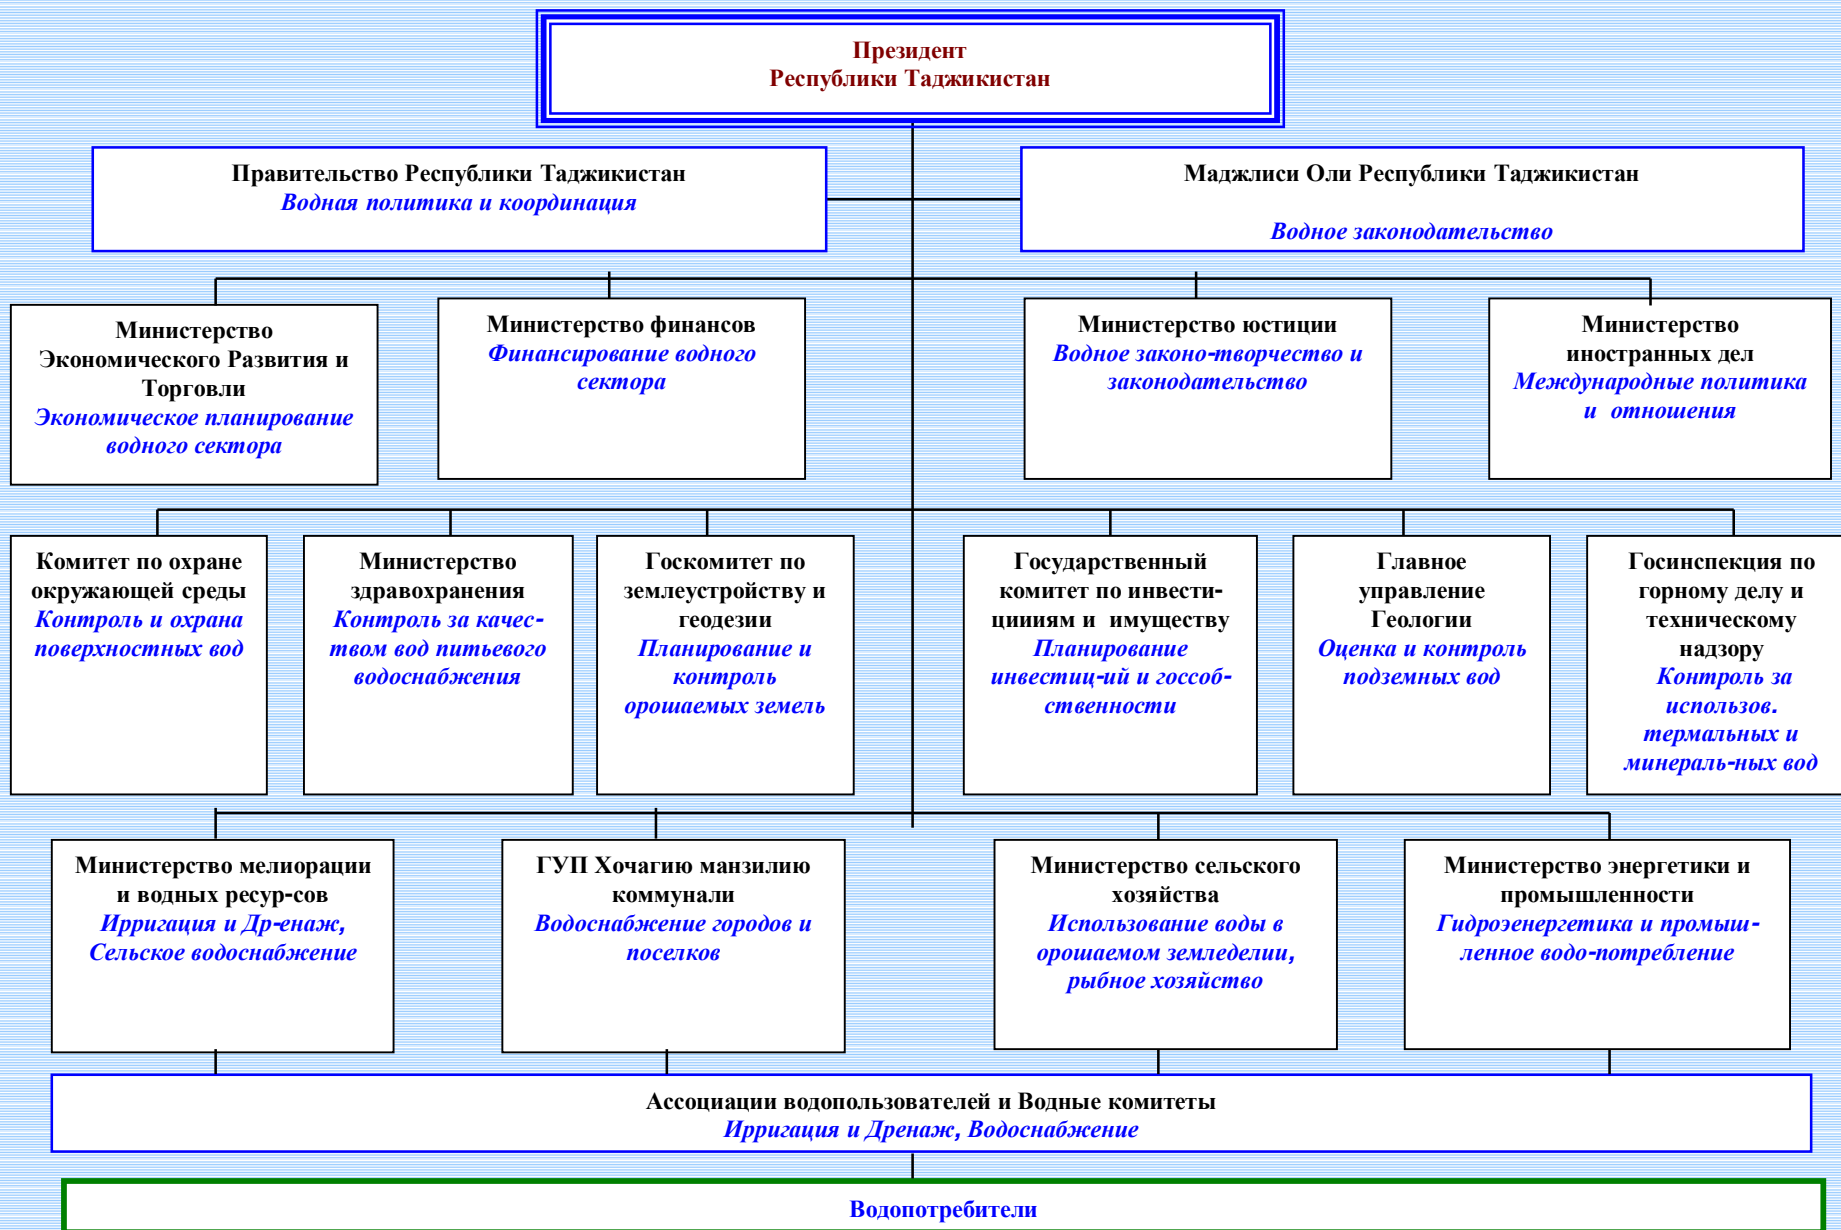 Президент
Республики Таджикистан
Правительство Республики Таджикистан
Водная политика и координация
Маджлиси Оли Республики Таджикистан
Водное законодательство
Министерство
Экономического Развития и
Торговли
Экономическое планирование
водного сектора
Министерство финансов
Финансирование водного
сектора
Министерство юстиции
Водное законо-творчество и
законодательство
Министерство
иностранных дел
Международные политика
и отношения
Комитет по охране
окружающей среды
Контроль и охрана
поверхностных вод
Министерство
здравохранения
Контроль за качес-
твом вод питьевого
водоснабжения
Госкомитет по
землеустройству и
геодезии
Планирование и
контроль
орошаемых земель
Государственный
комитет по инвести-
цииям и имуществу
Планирование
инвестиц-ий и госсоб-
ственности
Главное
управление
Геологии
Оценка и контроль
подземных вод
Госинспекция по
горному делу и
техническому
надзору
Контроль за
использов.
термальных и
минераль-ных вод
Министерство мелиорации
и водных ресур-сов
Ирригация и Др-енаж,
Сельское водоснабжение
ГУП Хочагию манзилию
коммунали
Водоснабжение городов и
поселков
Министерство сельского
хозяйства
Использование воды в
орошаемом земледелии,
рыбное хозяйство
Министерство энергетики и
промышленности
Гидроэнергетика и промыш-
ленное водо-потребление
Ассоциации водопользователей и Водные комитеты
Ирригация и Дренаж, Водоснабжение
Водопотребители